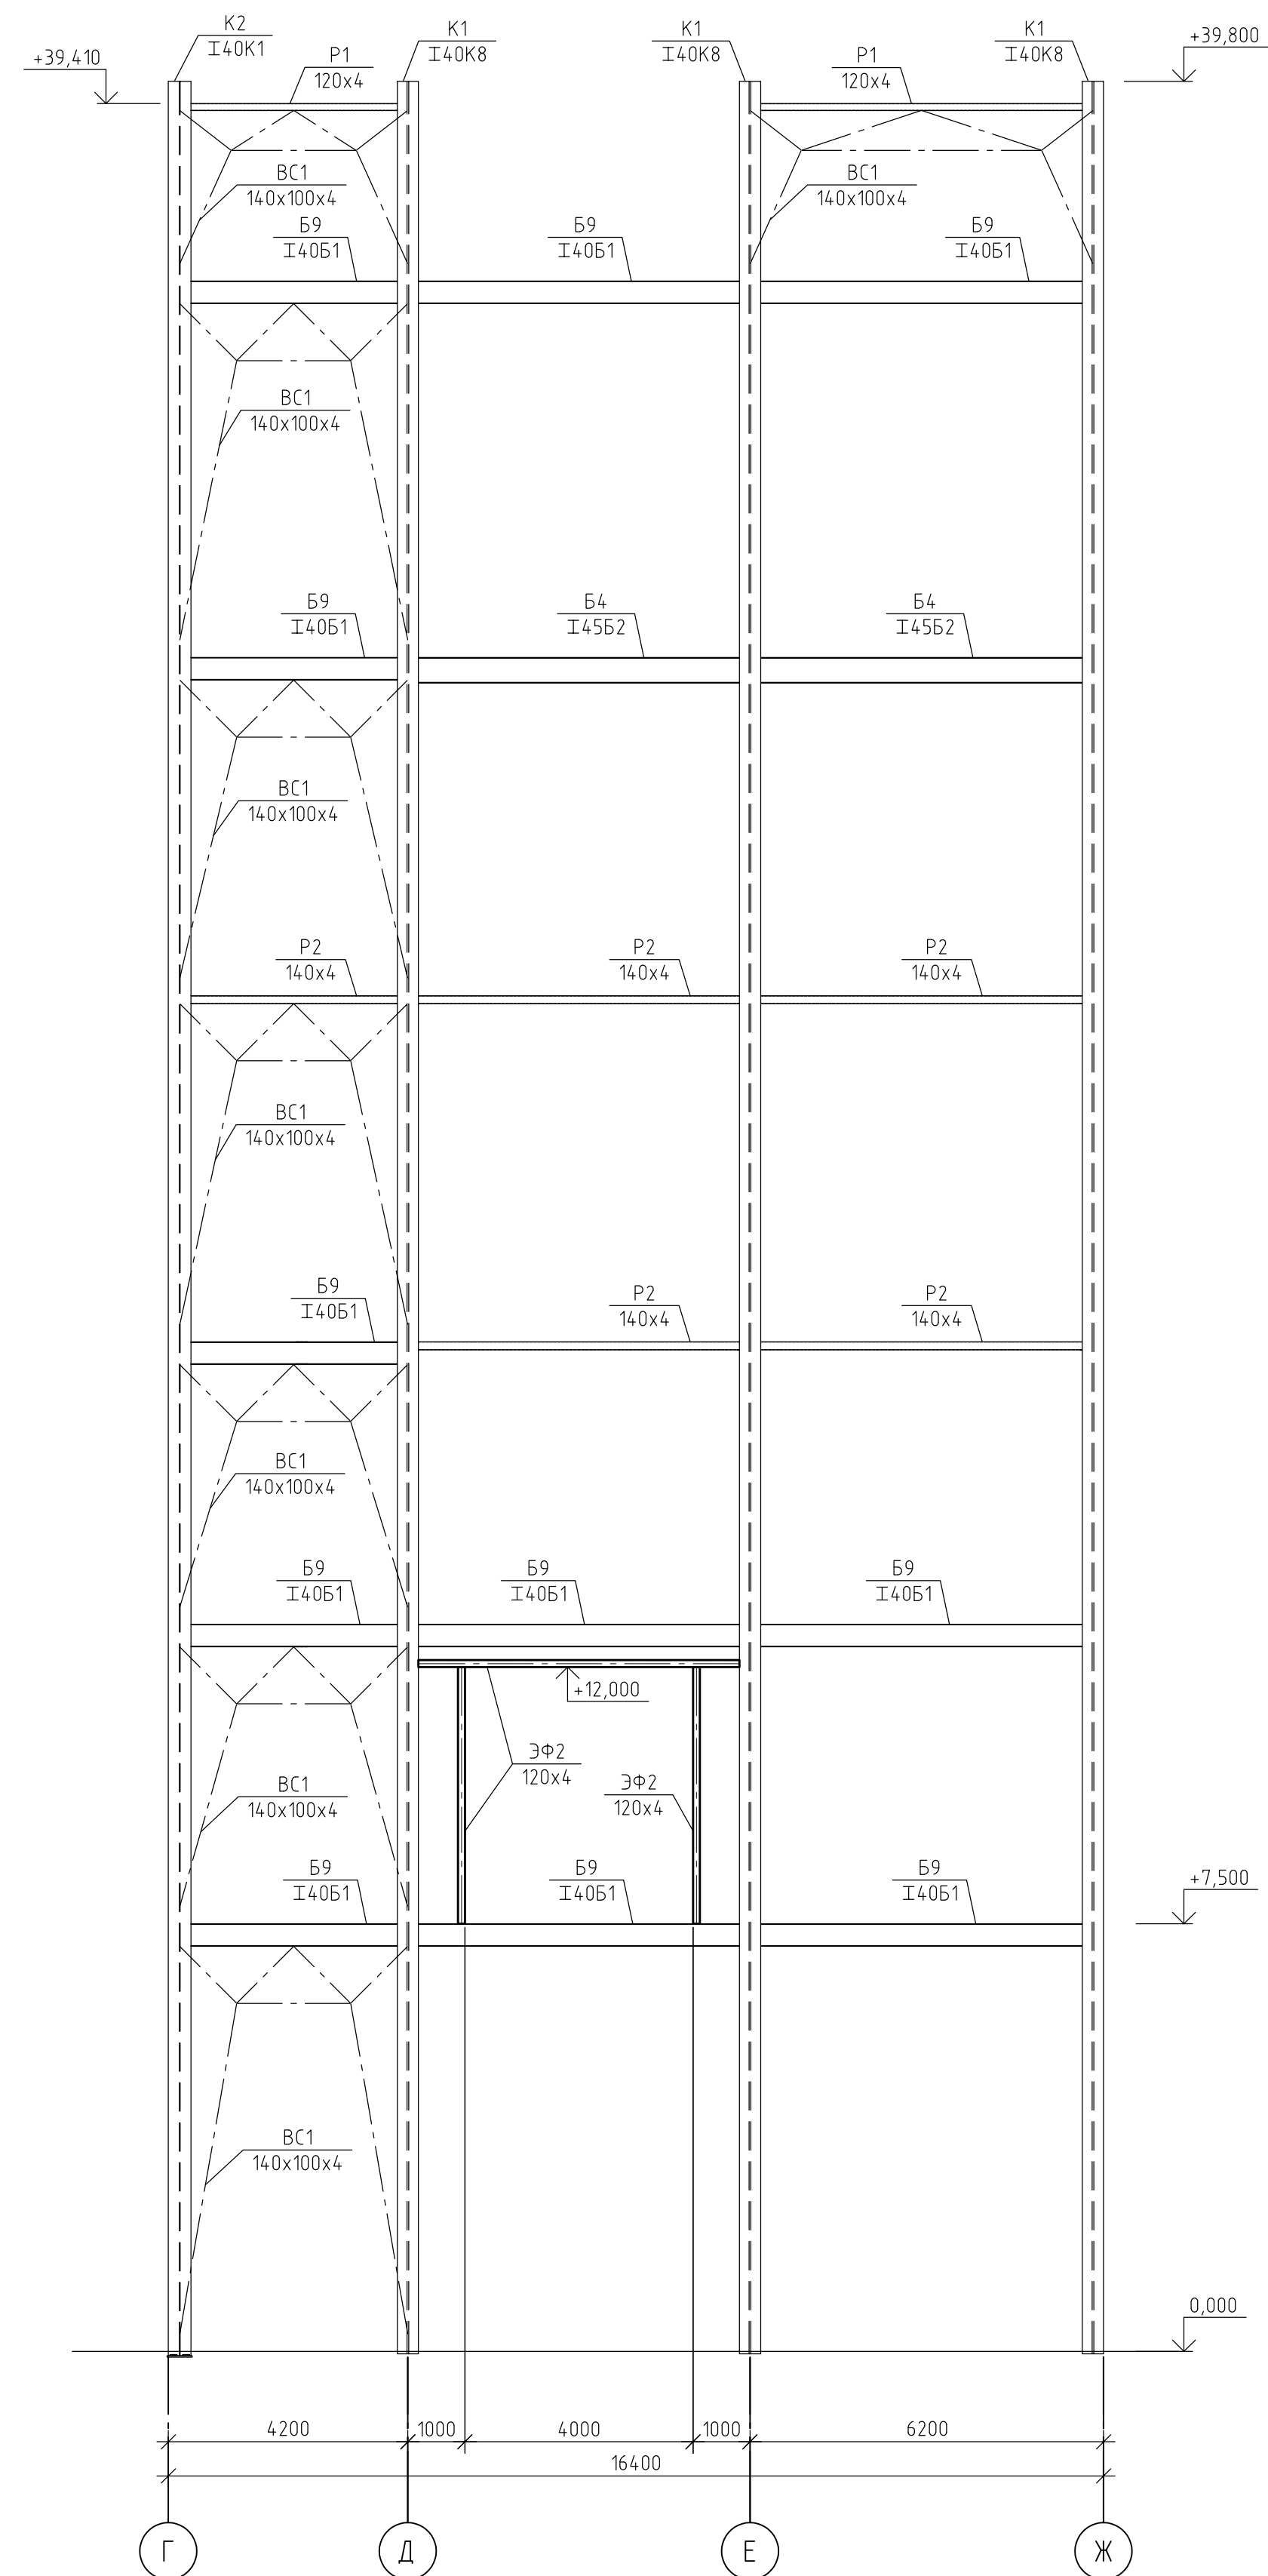 К2
I40К1
К1
I40К8
К1
I40К8
К1
I40К8
+39,800
+39,410
Р1
120х4
Р1
120х4
ВС1
140х100х4
ВС1
140х100х4
Б9
I40Б1
Б9
I40Б1
Б9
I40Б1
ВС1
140х100х4
Б9
I40Б1
Б4
I45Б2
Б4
I45Б2
ВС1
140х100х4
Р2
140х4
Р2
140х4
Р2
140х4
ВС1
140х100х4
Б9
I40Б1
Р2
140х4
Р2
140х4
ВС1
140х100х4
Б9
I40Б1
Б9
I40Б1
Б9
I40Б1
+12,000
ЭФ2
120х4
ЭФ2
120х4
ВС1
140х100х4
Б9
I40Б1
Б9
I40Б1
Б9
I40Б1
+7,500
ВС1
140х100х4
0,000
4200
1000
4000
1000
6200
16400
Г
Д
Е
Ж